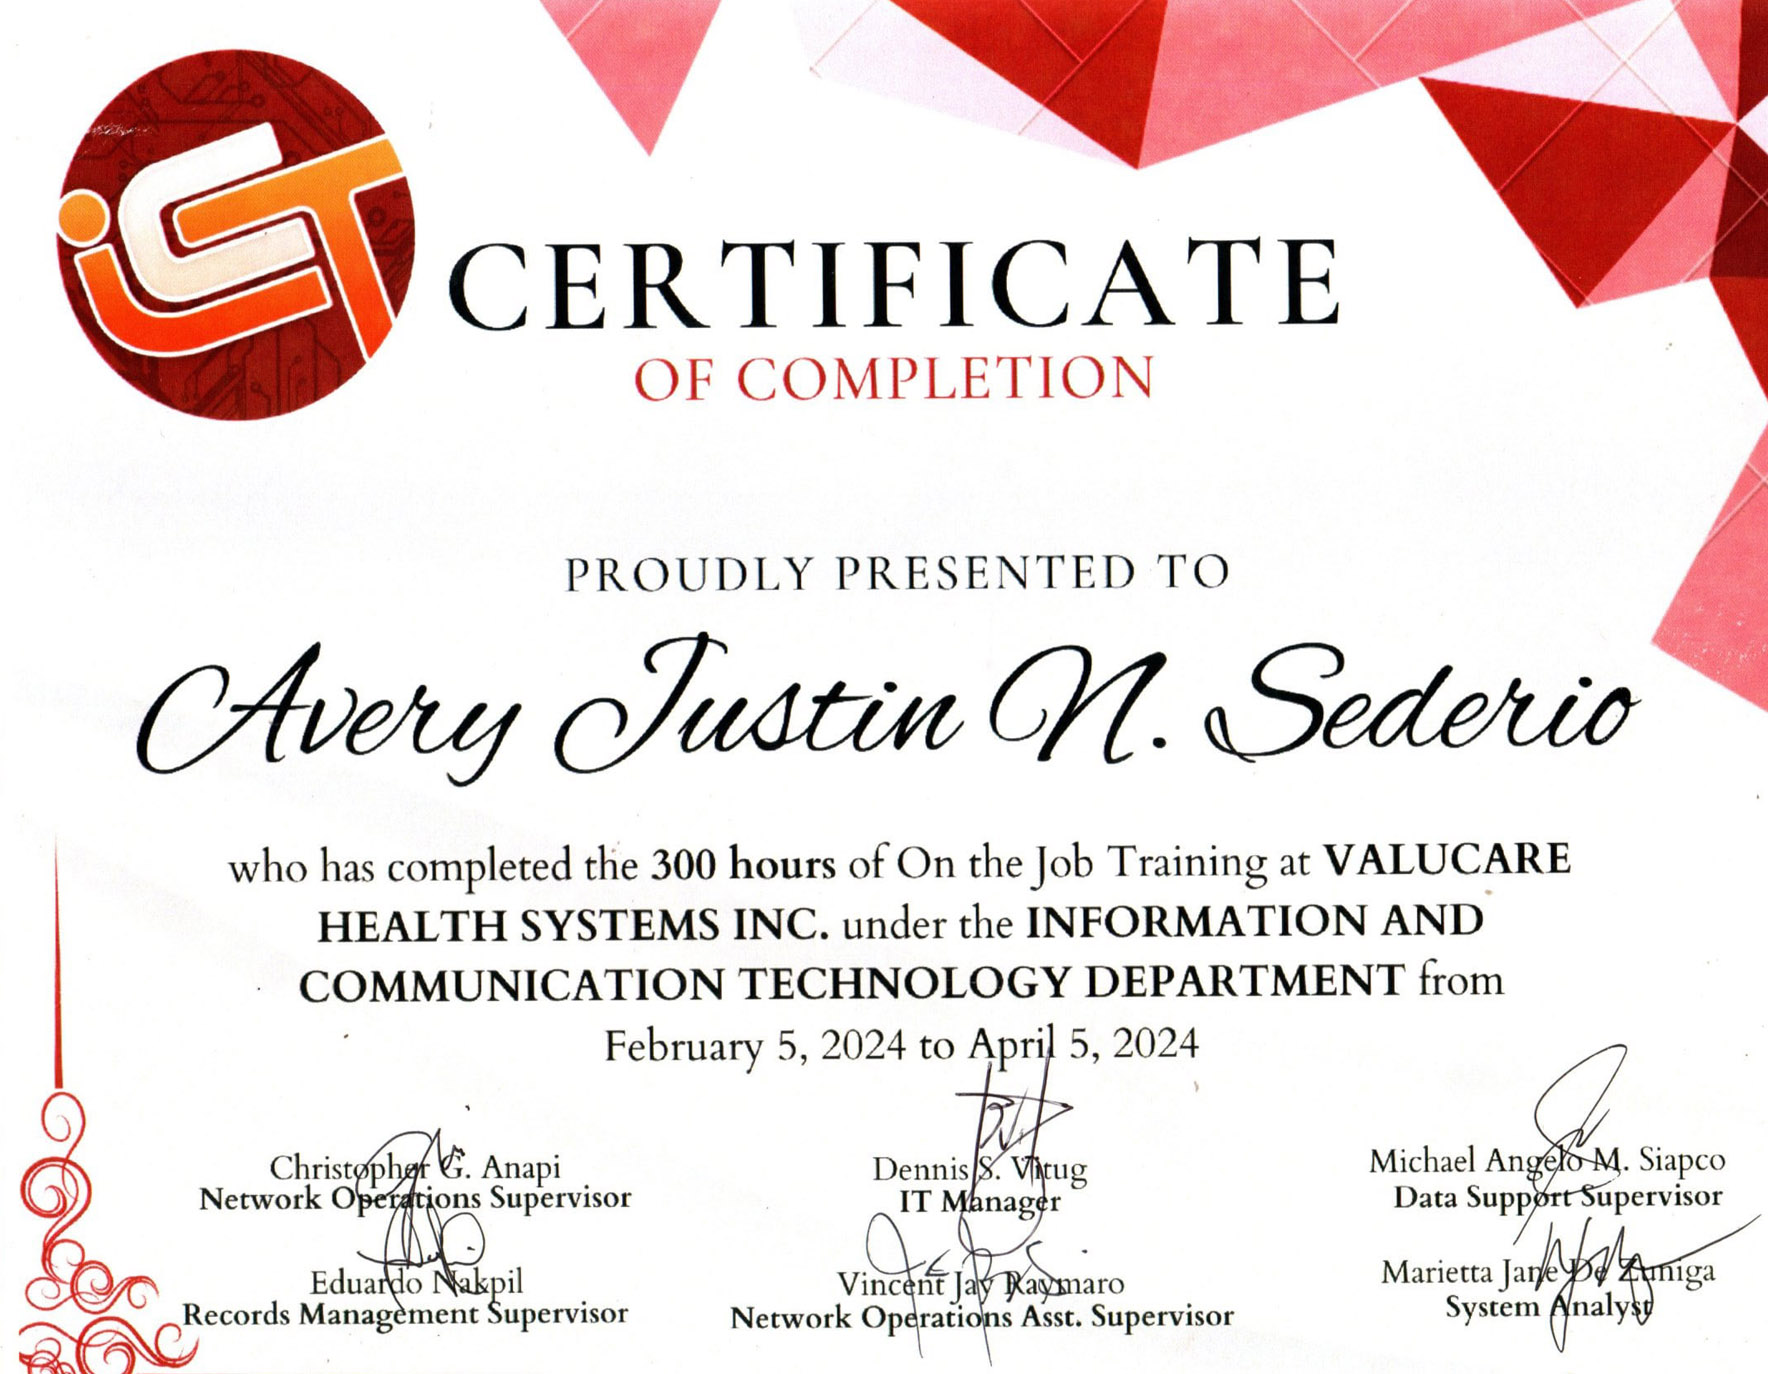 iCT
CERTIFICATE
OF COMPLETION
PROUDLY PRESENTED TO
Avery Justin N. Sederio
who has completed the 300 hours of On the Job Training at VALUCARE
HEALTH SYSTEMS INC. under the INFORMATION AND
COMMUNICATION TECHNOLOGY DEPARTMENT from
February 5, 2024 to April 5, 2024
Christopher G. Anapi
Network Operations Supervisor
Dennis S. Vitug
IT Manager
Michael Angelo M. Siapco
Data Support Supervisor
Eduardo Nakpil
Records Management Supervisor
Vincent Jay Raymaro
Network Operations Asst. Supervisor
Marietta Jane De Zuniga
System Analyst